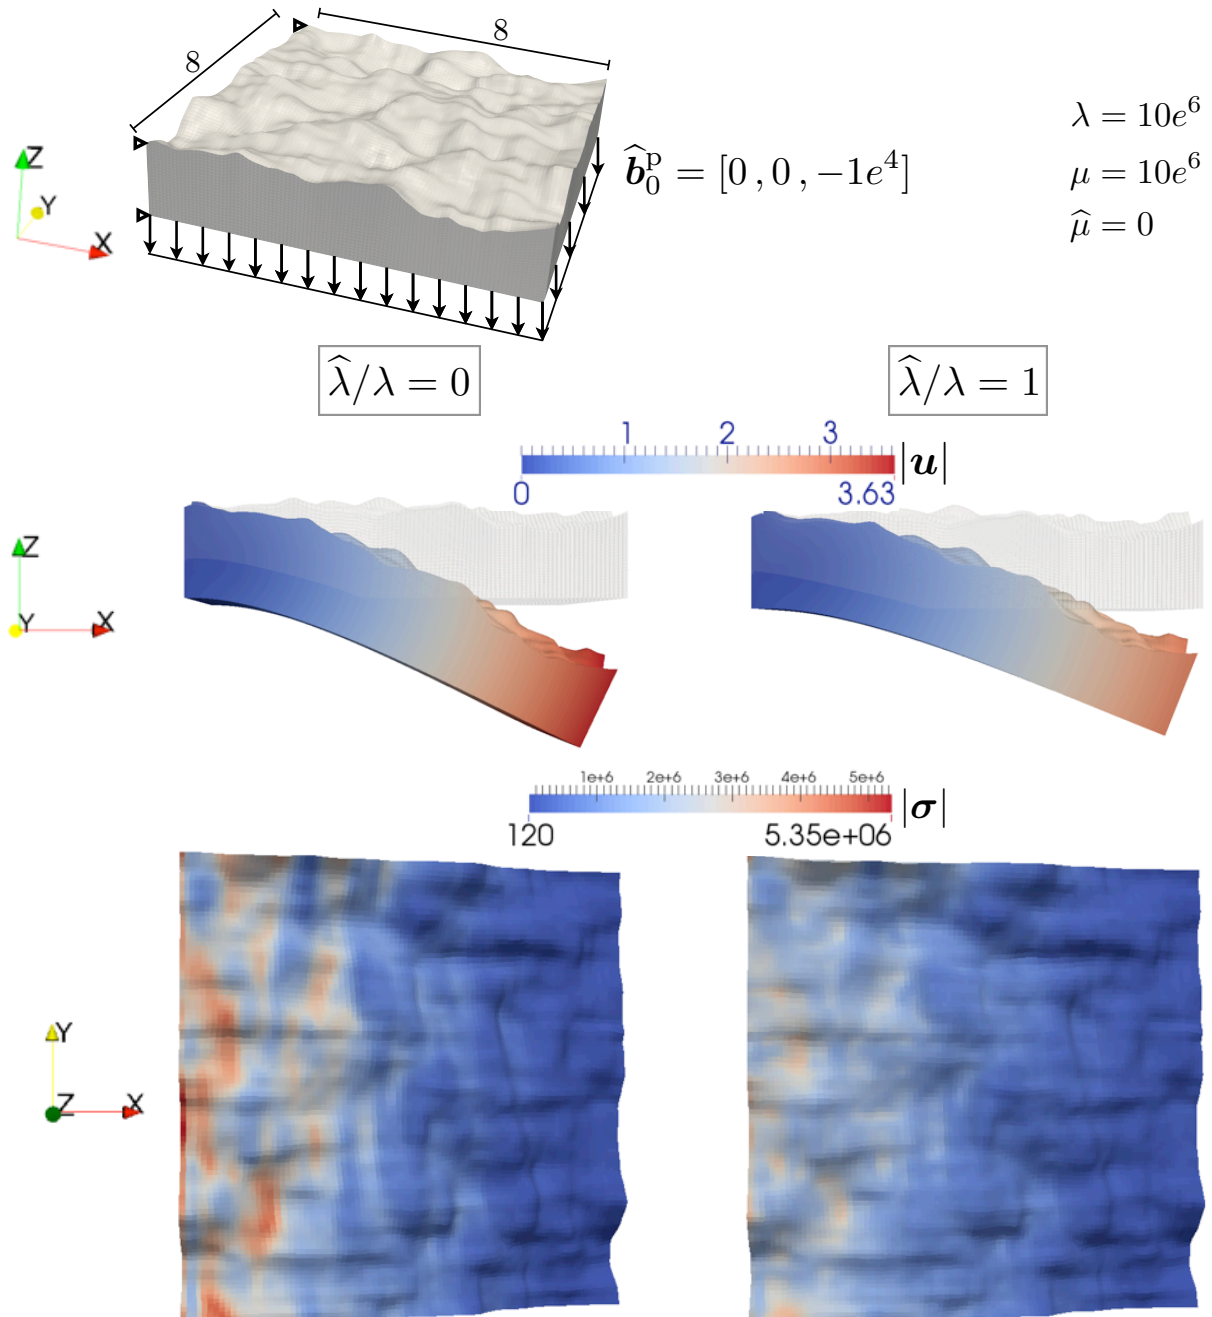 8
8
λ = 10e⁶
Z
Y
X
b̂₀ᵖ = [0 , 0 , −1e⁴]
μ = 10e⁶
μ̂ = 0
λ̂/λ = 0
λ̂/λ = 1
1 2 3
|u|
0 3.63
Z
Y X
1e+6 2e+6 3e+6 4e+6 5e+6
|σ|
120 5.35e+06
Y
Z X